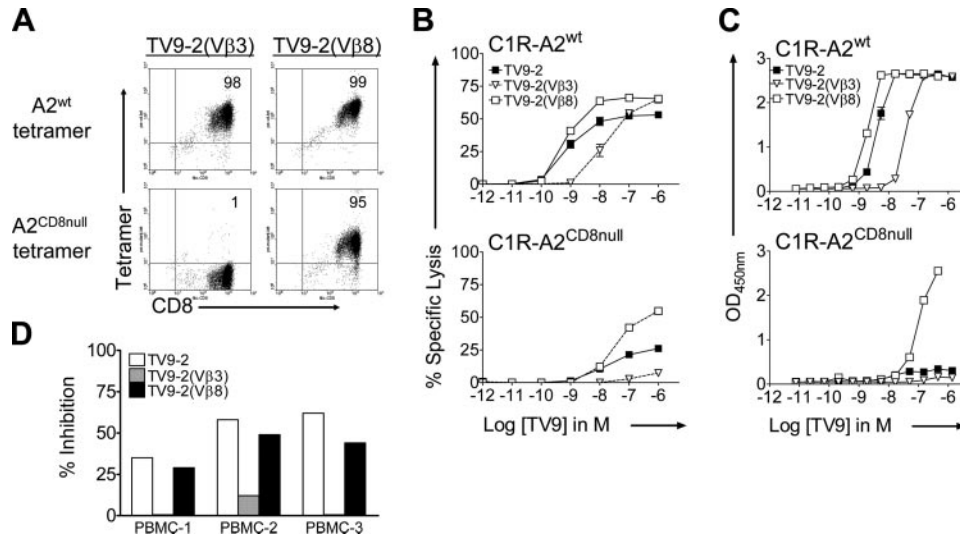 A
TV9-2(Vβ3) TV9-2(Vβ8)
A2wt
tetramer
98
99
A2CD8null
tetramer
1
95
Tetramer
CD8
B
C1R-A2wt
100
75
50
25
0
TV9-2
TV9-2(Vβ3)
TV9-2(Vβ8)
-12 -11 -10 -9 -8 -7 -6
C1R-A2CD8null
100
75
50
25
0
-12 -11 -10 -9 -8 -7 -6
% Specific Lysis
Log [TV9] in M
C
C1R-A2wt
3
2
1
0
TV9-2
TV9-2(Vβ3)
TV9-2(Vβ8)
-12 -11 -10 -9 -8 -7 -6
C1R-A2CD8null
3
2
1
0
-12 -11 -10 -9 -8 -7 -6
OD450nm
Log [TV9] in M
D
100
75
50
25
0
% Inhibition
TV9-2
TV9-2(Vβ3)
TV9-2(Vβ8)
PBMC-1 PBMC-2 PBMC-3